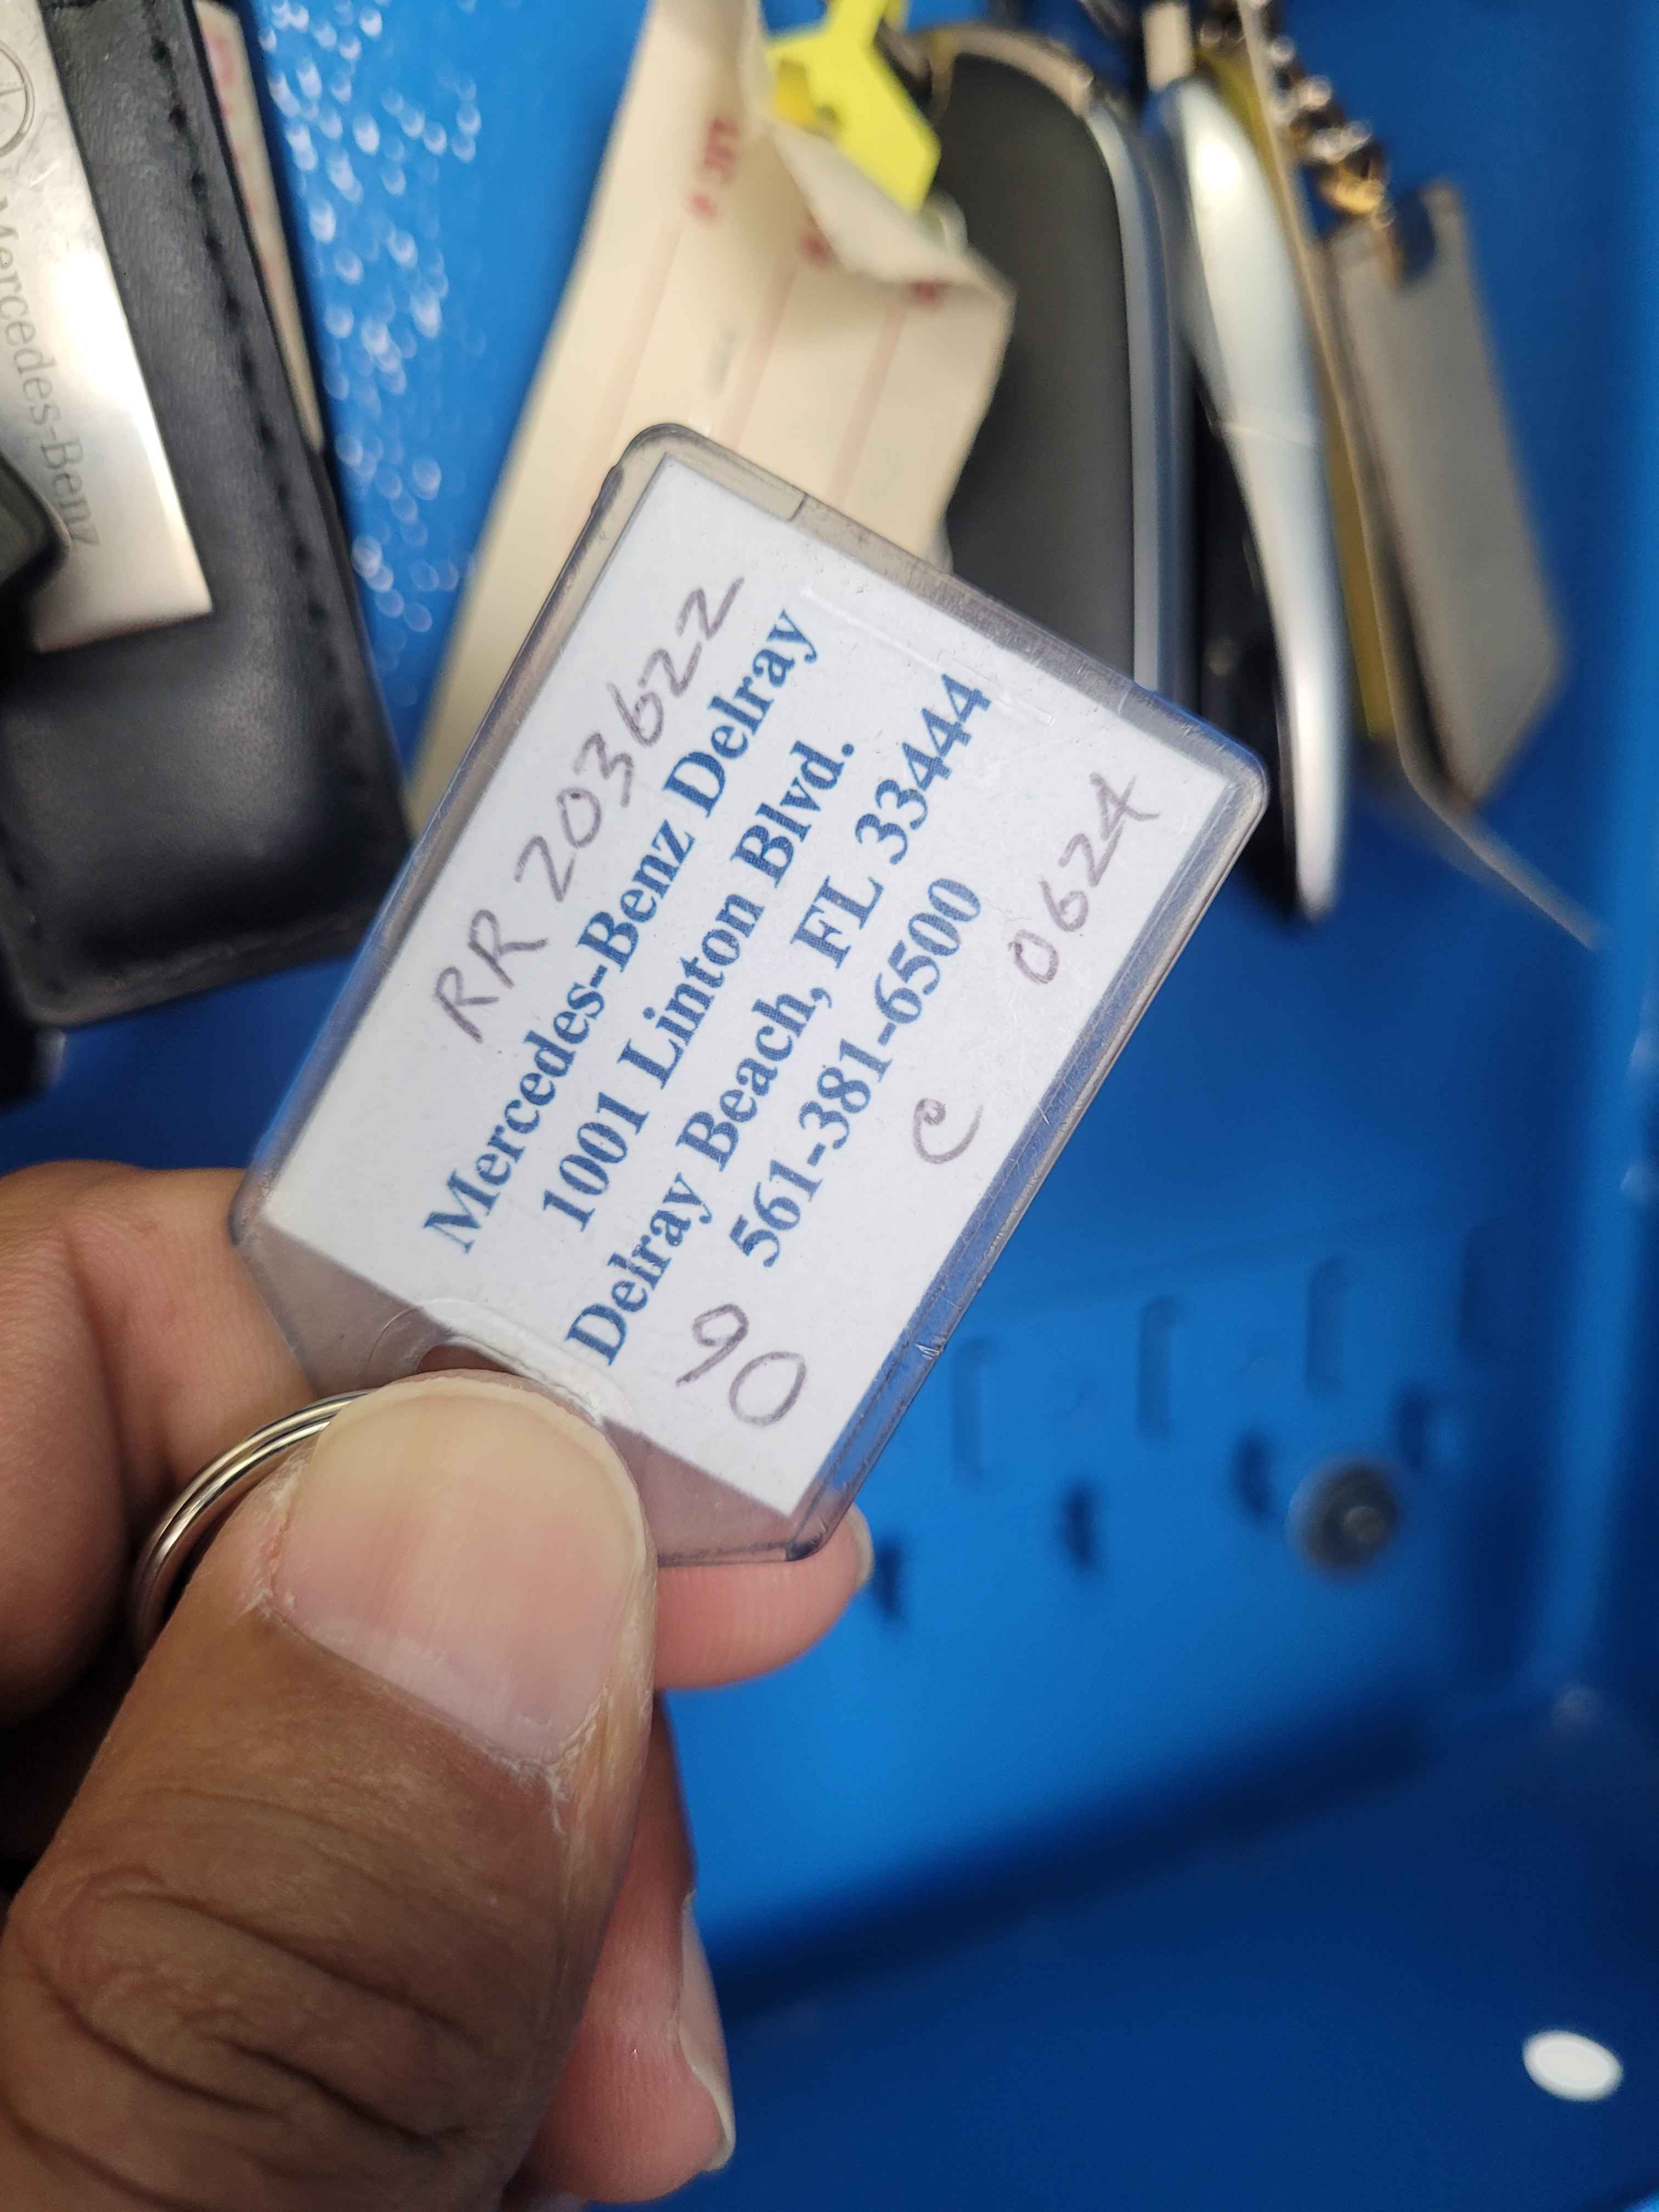 RR 203622
Mercedes-Benz Delray
1001 Linton Blvd.
Delray Beach, FL 33444
561-381-6500
90 C 0624
Mercedes-Benz